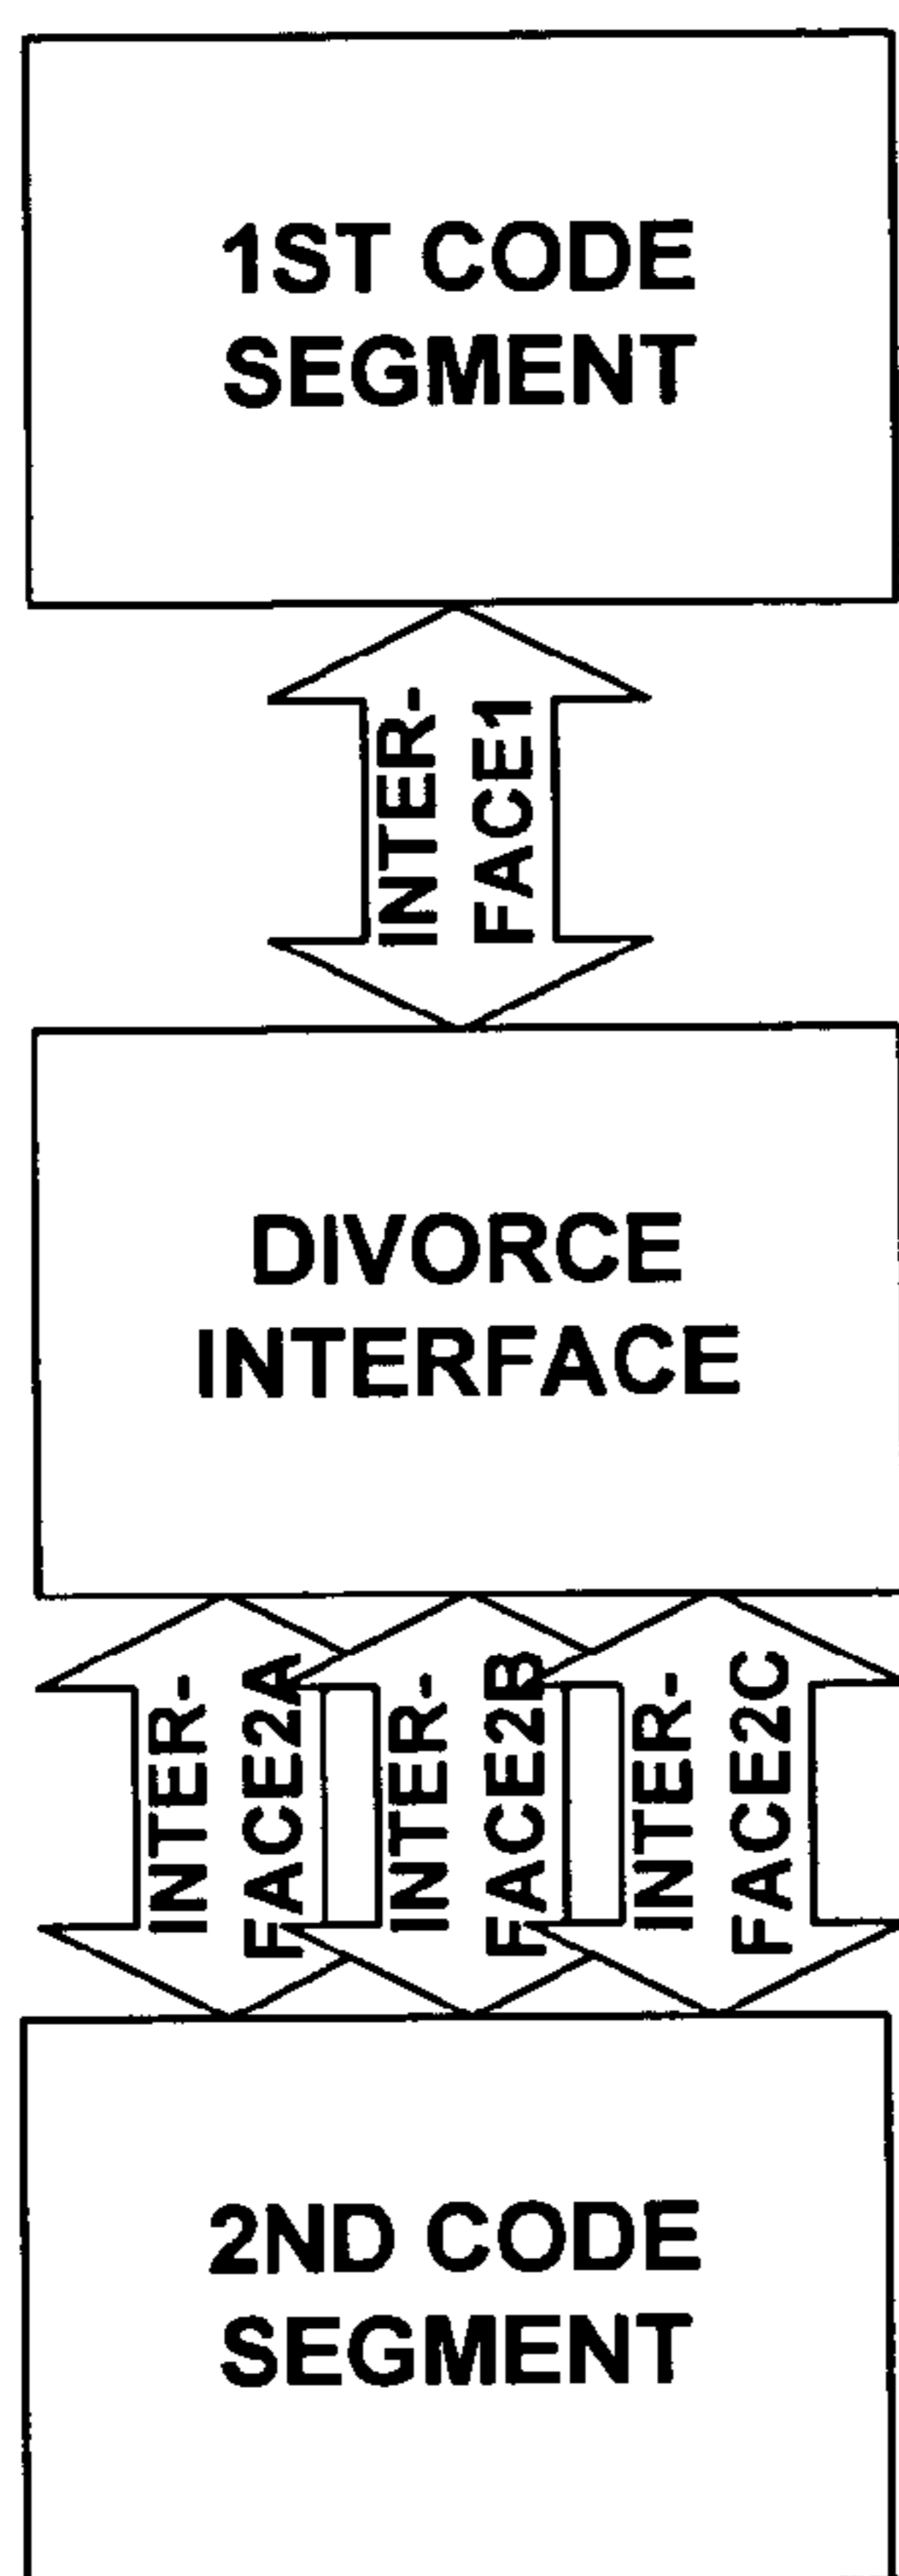 1ST CODE
SEGMENT
INTER-
FACE1
DIVORCE
INTERFACE
INTER-
FACE2A
INTER-
FACE2B
INTER-
FACE2C
2ND CODE
SEGMENT